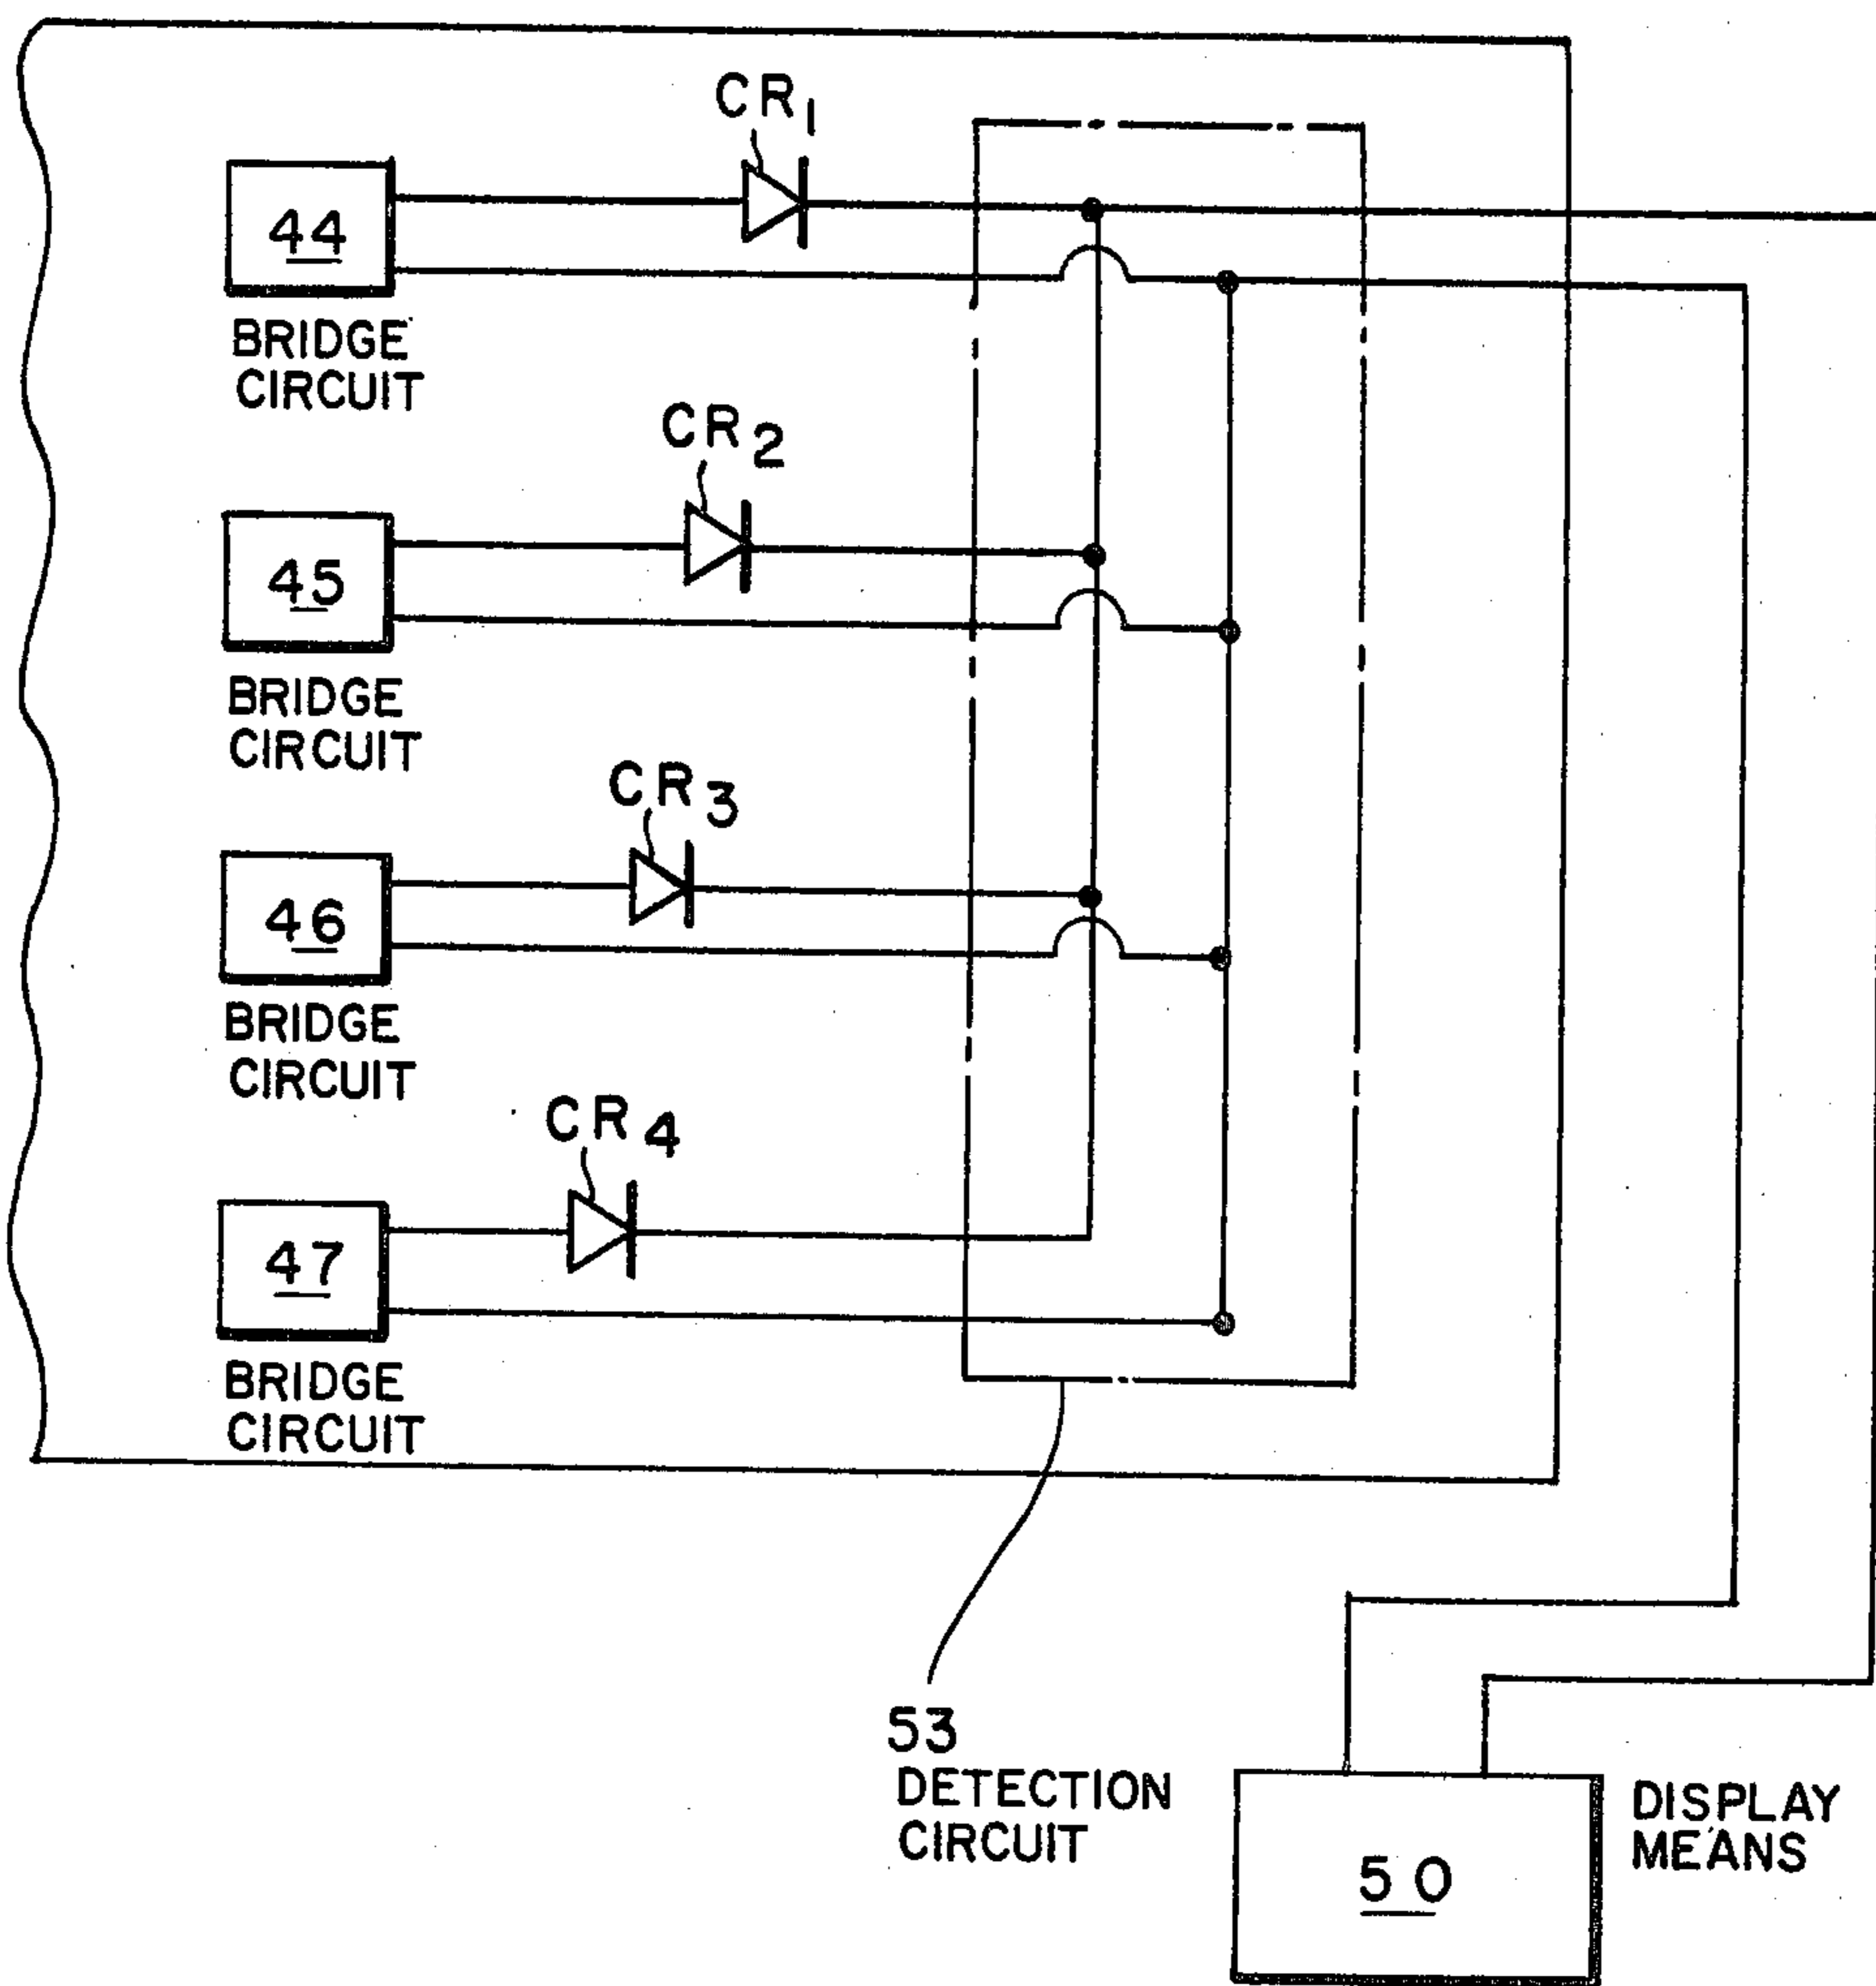 CR1
44
BRIDGE
CIRCUIT
CR2
45
BRIDGE
CIRCUIT
CR3
46
BRIDGE
CIRCUIT
CR4
47
BRIDGE
CIRCUIT
53
DETECTION
CIRCUIT
50
DISPLAY
MEANS